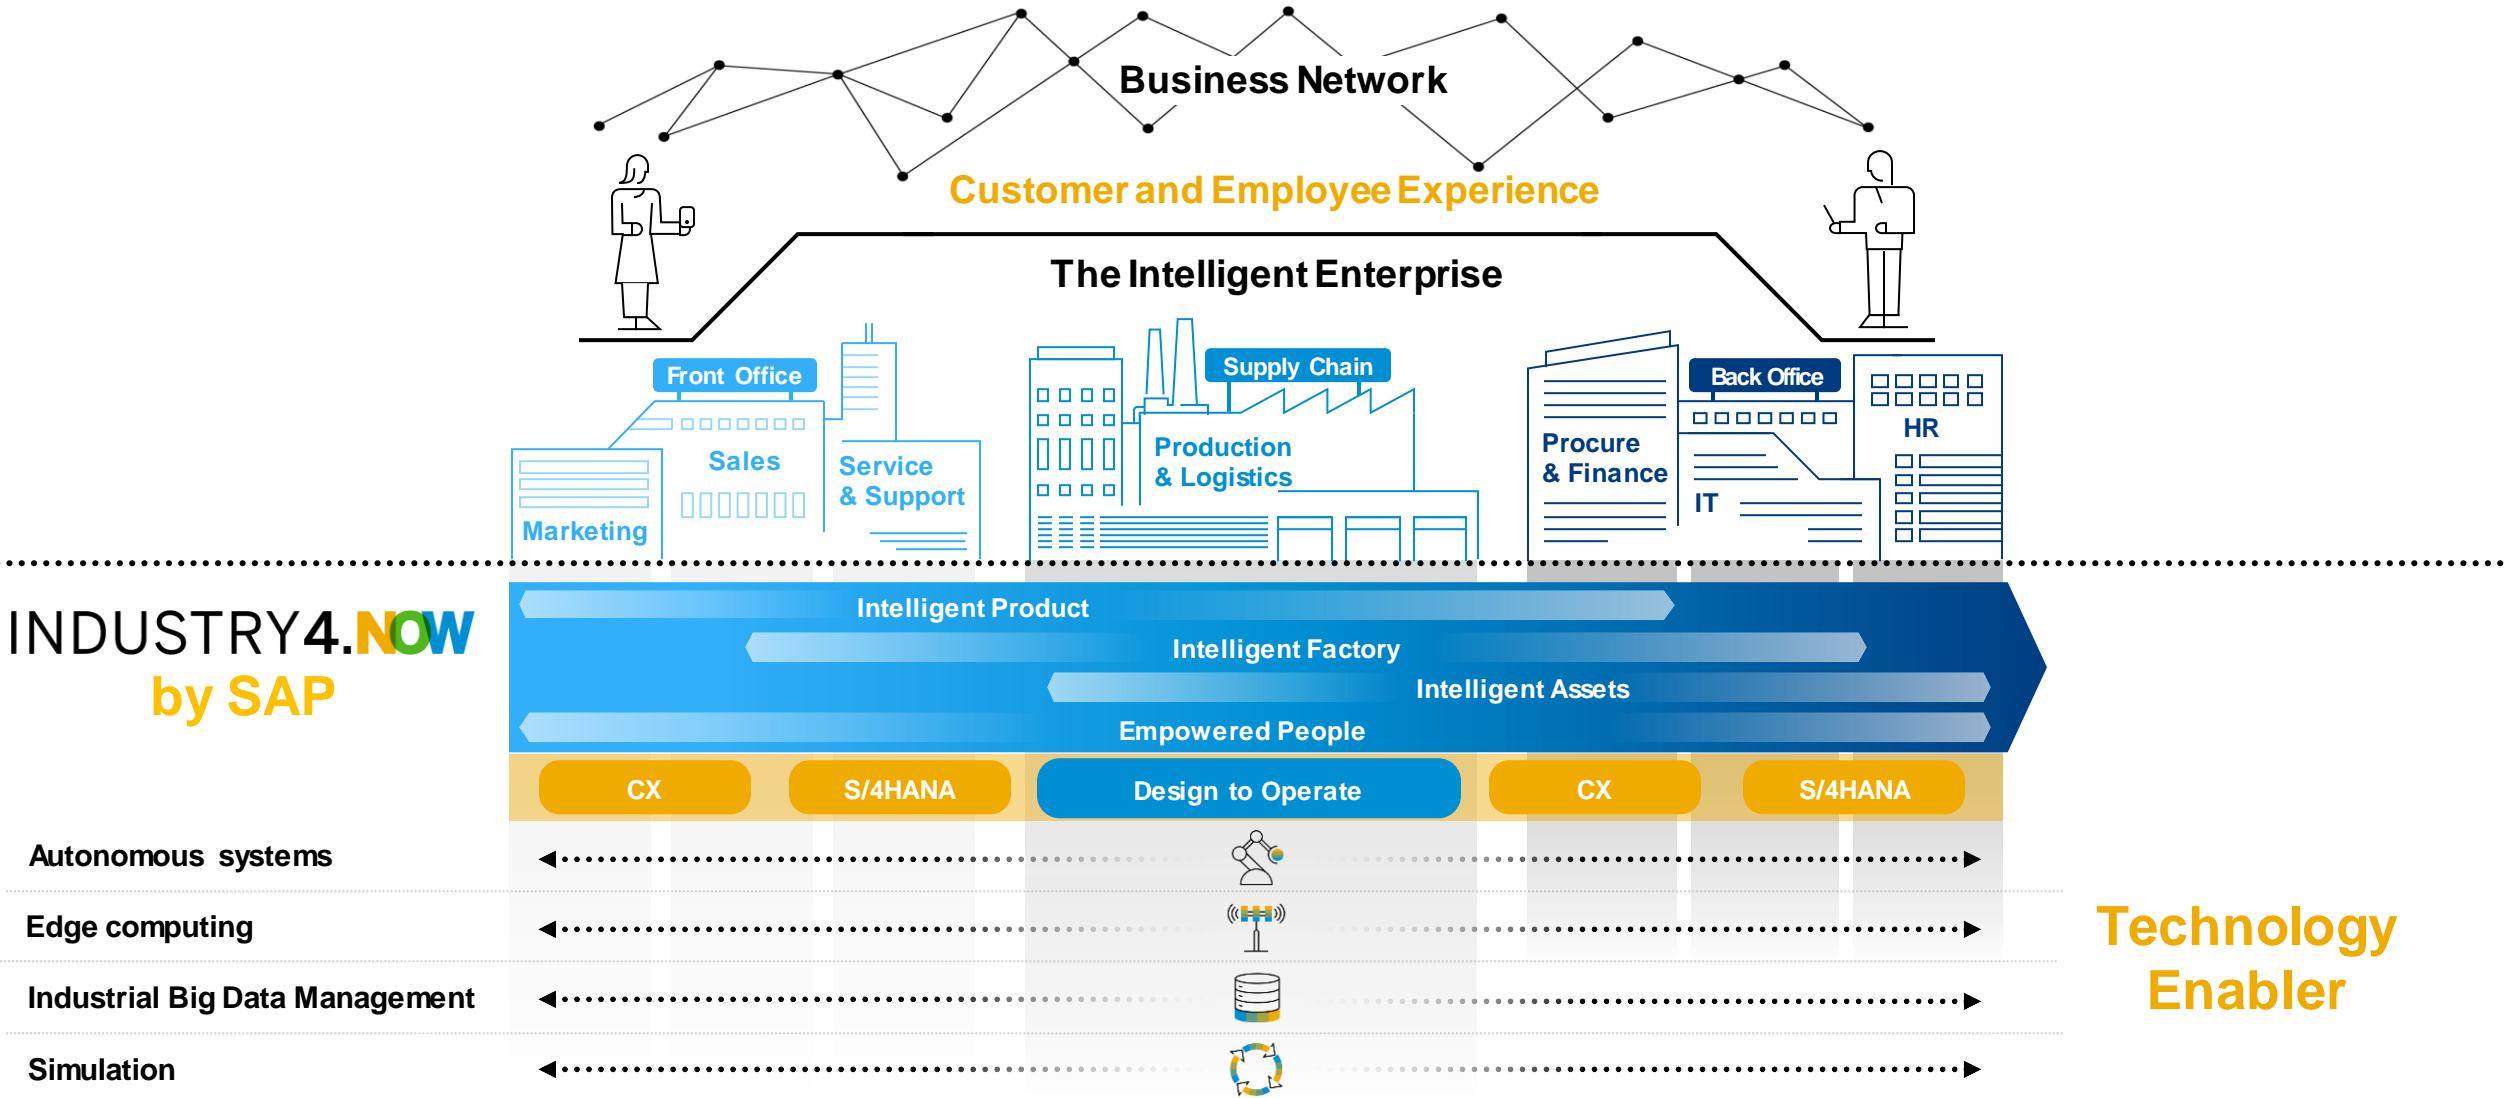 Business Network
Customer and Employee Experience
The Intelligent Enterprise
Front Office
Supply Chain
Back Office
Marketing
Sales
Service
& Support
Production
& Logistics
Procure
& Finance
IT
HR
INDUSTRY4.NOW
by SAP
Intelligent Product
Intelligent Factory
Intelligent Assets
Empowered People
CX
S/4HANA
Design to Operate
CX
S/4HANA
Autonomous systems
Edge computing
Industrial Big Data Management
Simulation
Technology
Enabler